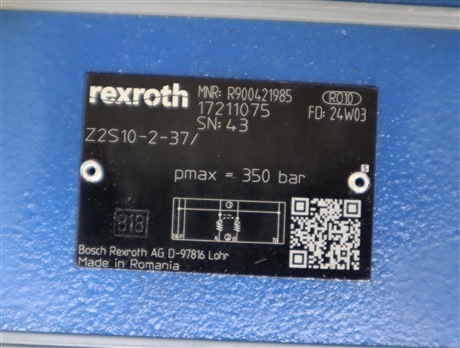 rexroth
MNR: R900421985 RO10
17211075 FD: 24W03
SN: 43
Z2S10-2-37/
S
pmax = 350 bar
818
Bosch Rexroth AG D-97816 Lohr
Made in Romania